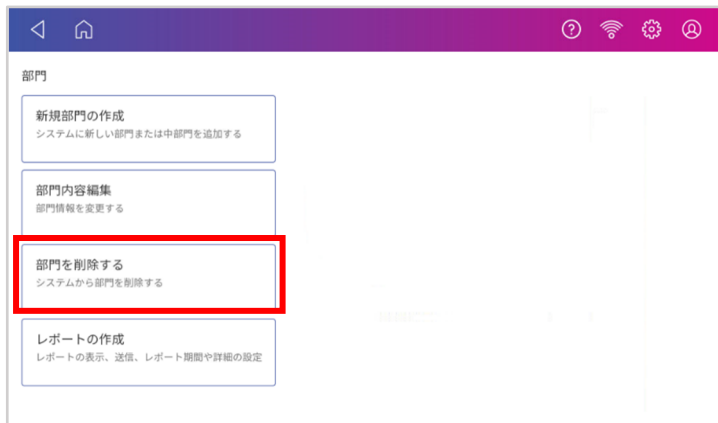 部門
新規部門の作成
システムに新しい部門または中部門を追加する
部門内容編集
部門情報を変更する
部門を削除する
システムから部門を削除する
レポートの作成
レポートの表示、送信、レポート期間や詳細の設定